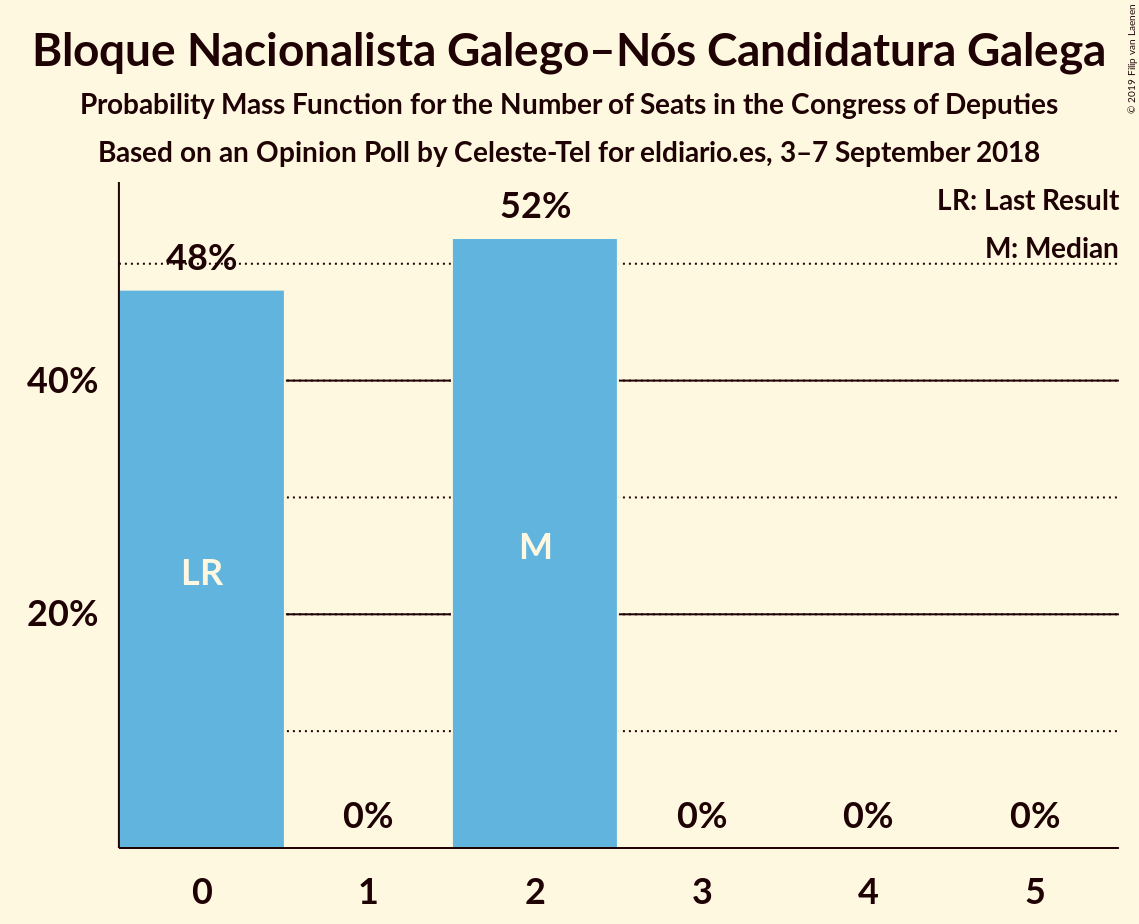 Bloque Nacionalista Galego–Nós Candidatura Galega
Probability Mass Function for the Number of Seats in the Congress of Deputies
Based on an Opinion Poll by Celeste-Tel for eldiario.es, 3–7 September 2018
© 2019 Filip van Laenen
LR: Last Result
M: Median
52%
48%
40%
20%
LR
M
0%
0%
0%
0%
0
1
2
3
4
5